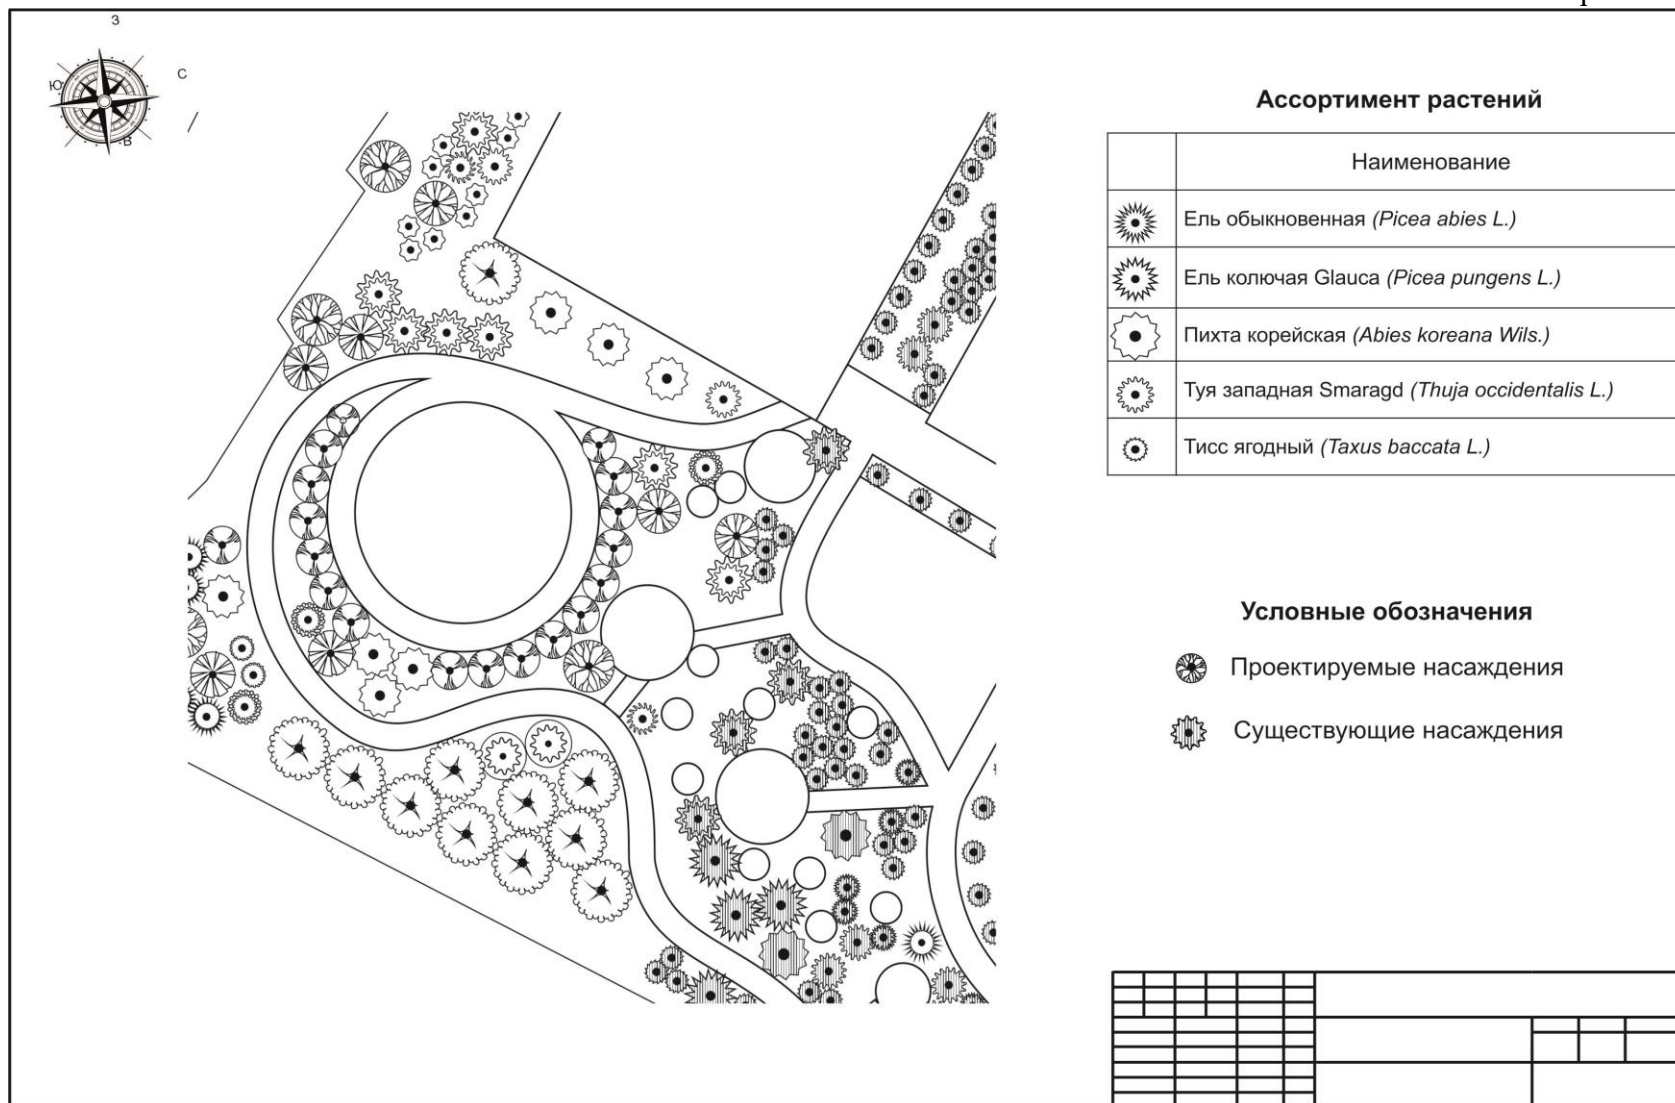 З
Ю
С
В
Ассортимент растений
Наименование
Ель обыкновенная (Picea abies L.)
Ель колючая Glauca (Picea pungens L.)
Пихта корейская (Abies koreana Wils.)
Туя западная Smaragd (Thuja occidentalis L.)
Тисс ягодный (Taxus baccata L.)
Условные обозначения
Проектируемые насаждения
Существующие насаждения